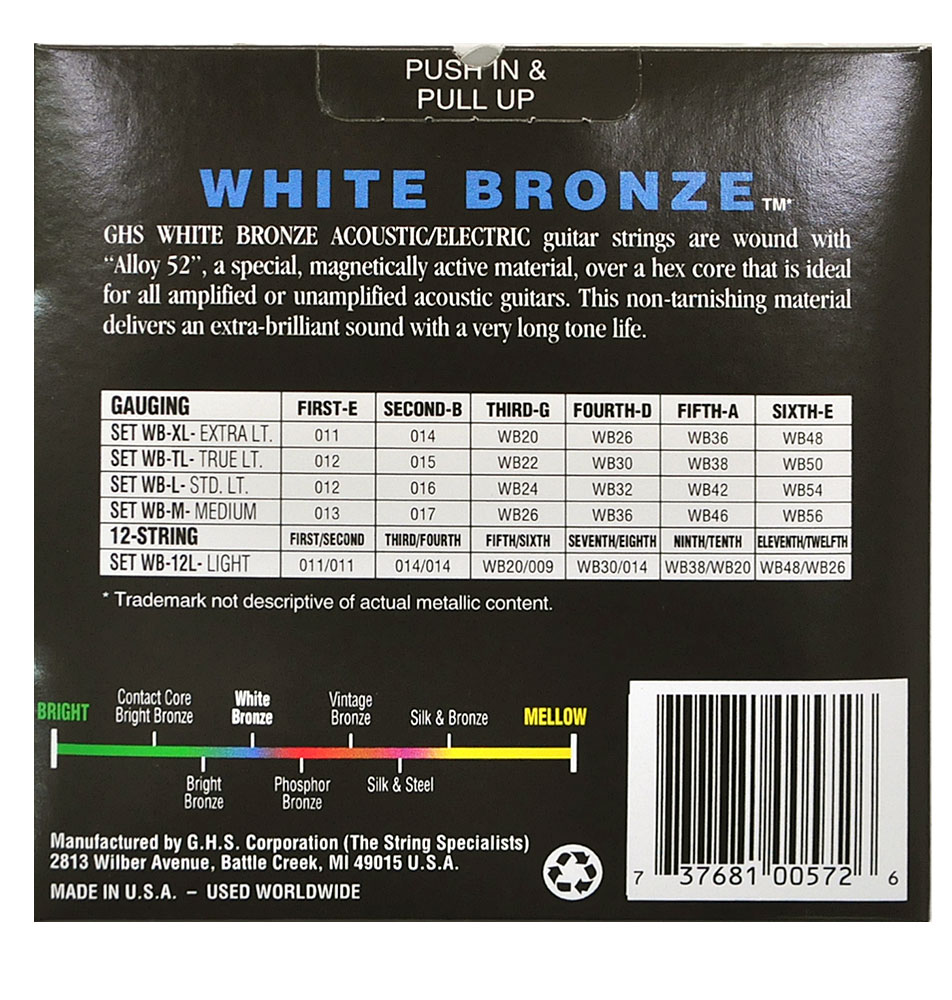 PUSH IN &
PULL UP
WHITE BRONZE TM*
GHS WHITE BRONZE ACOUSTIC/ELECTRIC guitar strings are wound with
“Alloy 52”, a special, magnetically active material, over a hex core that is ideal
for all amplified or unamplified acoustic guitars. This non-tarnishing material
delivers an extra-brilliant sound with a very long tone life.
GAUGING FIRST-E SECOND-B THIRD-G FOURTH-D FIFTH-A SIXTH-E
SET WB-XL- EXTRA LT. 011 014 WB20 WB26 WB36 WB48
SET WB-TL- TRUE LT. 012 015 WB22 WB30 WB38 WB50
SET WB-L- STD. LT. 012 016 WB24 WB32 WB42 WB54
SET WB-M- MEDIUM 013 017 WB26 WB36 WB46 WB56
12-STRING FIRST/SECOND THIRD/FOURTH FIFTH/SIXTH SEVENTH/EIGHTH NINTH/TENTH ELEVENTH/TWELFTH
SET WB-12L- LIGHT 011/011 014/014 WB20/009 WB30/014 WB38/WB20 WB48/WB26
* Trademark not descriptive of actual metallic content.
BRIGHT
Contact Core
Bright Bronze
White
Bronze
Vintage
Bronze
Silk & Bronze
MELLOW
Bright
Bronze
Phosphor
Bronze
Silk & Steel
Manufactured by G.H.S. Corporation (The String Specialists)
2813 Wilber Avenue, Battle Creek, MI 49015 U.S.A.
MADE IN U.S.A. – USED WORLDWIDE
7 37681 00572 6